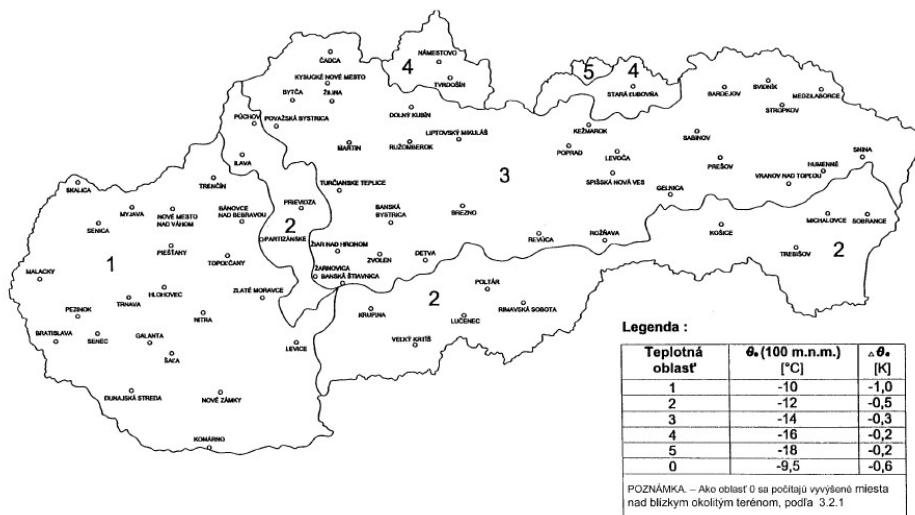 ČADCA
NÁMESTOVO
4
KYSUCKÉ NOVÉ MESTO
TVRDOŠÍN
5
4
BYTČA
ŽILINA
STARÁ ĽUBOVŇA
BARDEJOV
SVIDNÍK
MEDZILABORCE
STROPKOV
PÚCHOV
POVAŽSKÁ BYSTRICA
DOLNÝ KUBÍN
KEŽMAROK
LIPTOVSKÝ MIKULÁŠ
SABINOV
MARTIN
RUŽOMBEROK
POPRAD
LEVOČA
ILAVA
PREŠOV
HUMENNÉ
SNINA
3
SPIŠSKÁ NOVÁ VES
VRANOV NAD TOPĽOU
SKALICA
TRENČÍN
TURČIANSKE TEPLICE
GELNICA
PRIEVIDZA
MYJAVA
NOVÉ MESTO
NAD VÁHOM
BÁNOVCE
NAD BEBRAVOU
BANSKÁ
BYSTRICA
BREZNO
MICHALOVCE
SOBRANCE
SENICA
2
KOŠICE
REVÚCA
ROŽŇAVA
PARTIZÁNSKE
ŽIAR NAD HRONOM
TREBIŠOV
2
1
PIEŠŤANY
TOPOĽČANY
ZVOLEN
DETVA
MALACKY
ŽARNOVICA
BANSKÁ ŠTIAVNICA
HLOHOVEC
ZLATÉ MORAVCE
2
POLTÁR
TRNAVA
PEZINOK
NITRA
KRUPINA
LUČENEC
RIMAVSKÁ SOBOTA
BRATISLAVA
SENEC
GALANTA
LEVICE
VEĽKÝ KRTÍŠ
ŠAĽA
DUNAJSKÁ STREDA
NOVÉ ZÁMKY
KOMÁRNO
Legenda :
Teplotná oblasť θe (100 m.n.m.) [°C] △θe [K]
1 -10 -1,0
2 -12 -0,5
3 -14 -0,3
4 -16 -0,2
5 -18 -0,2
0 -9,5 -0,6
POZNÁMKA. – Ako oblasť 0 sa počítajú vyvýšené miesta
nad blízkym okolitým terénom, podľa 3.2.1